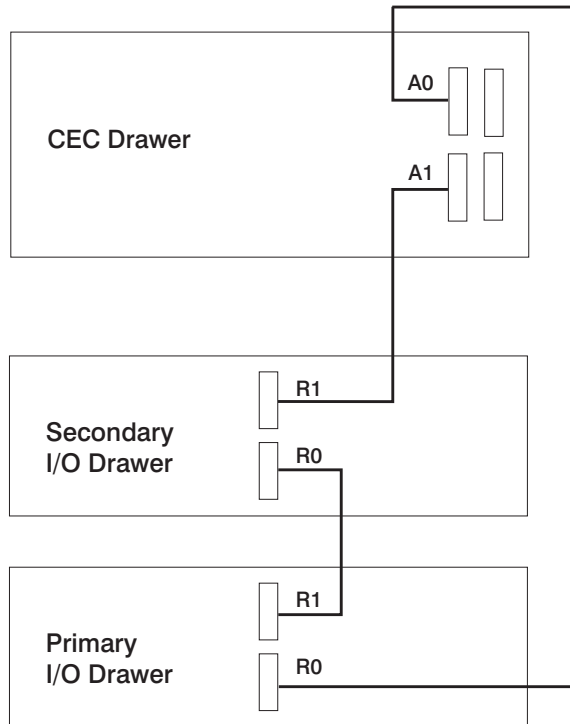 A0
CEC Drawer
A1
R1
Secondary
I/O Drawer
R0
R1
Primary
I/O Drawer
R0